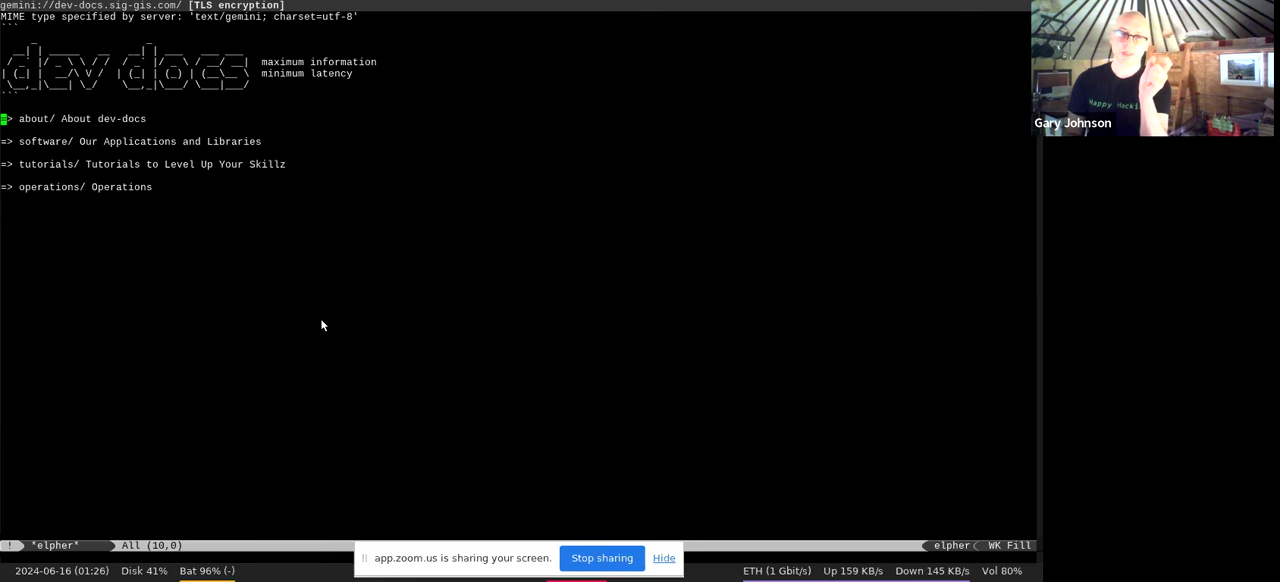 gemini://dev-docs.sig-gis.com/ [TLS encryption]
MIME type specified by server: 'text/gemini; charset=utf-8'
```
dev docs
maximum information
minimum latency
```
=> about/ About dev-docs
=> software/ Our Applications and Libraries
=> tutorials/ Tutorials to Level Up Your Skillz
=> operations/ Operations
Happy Hacki
Gary Johnson
! *elpher* All (10,0) elpher WK Fill
app.zoom.us is sharing your screen. Stop sharing Hide
2024-06-16 (01:26) Disk 41% Bat 96% (-) ETH (1 Gbit/s) Up 159 KB/s Down 145 KB/s Vol 80%